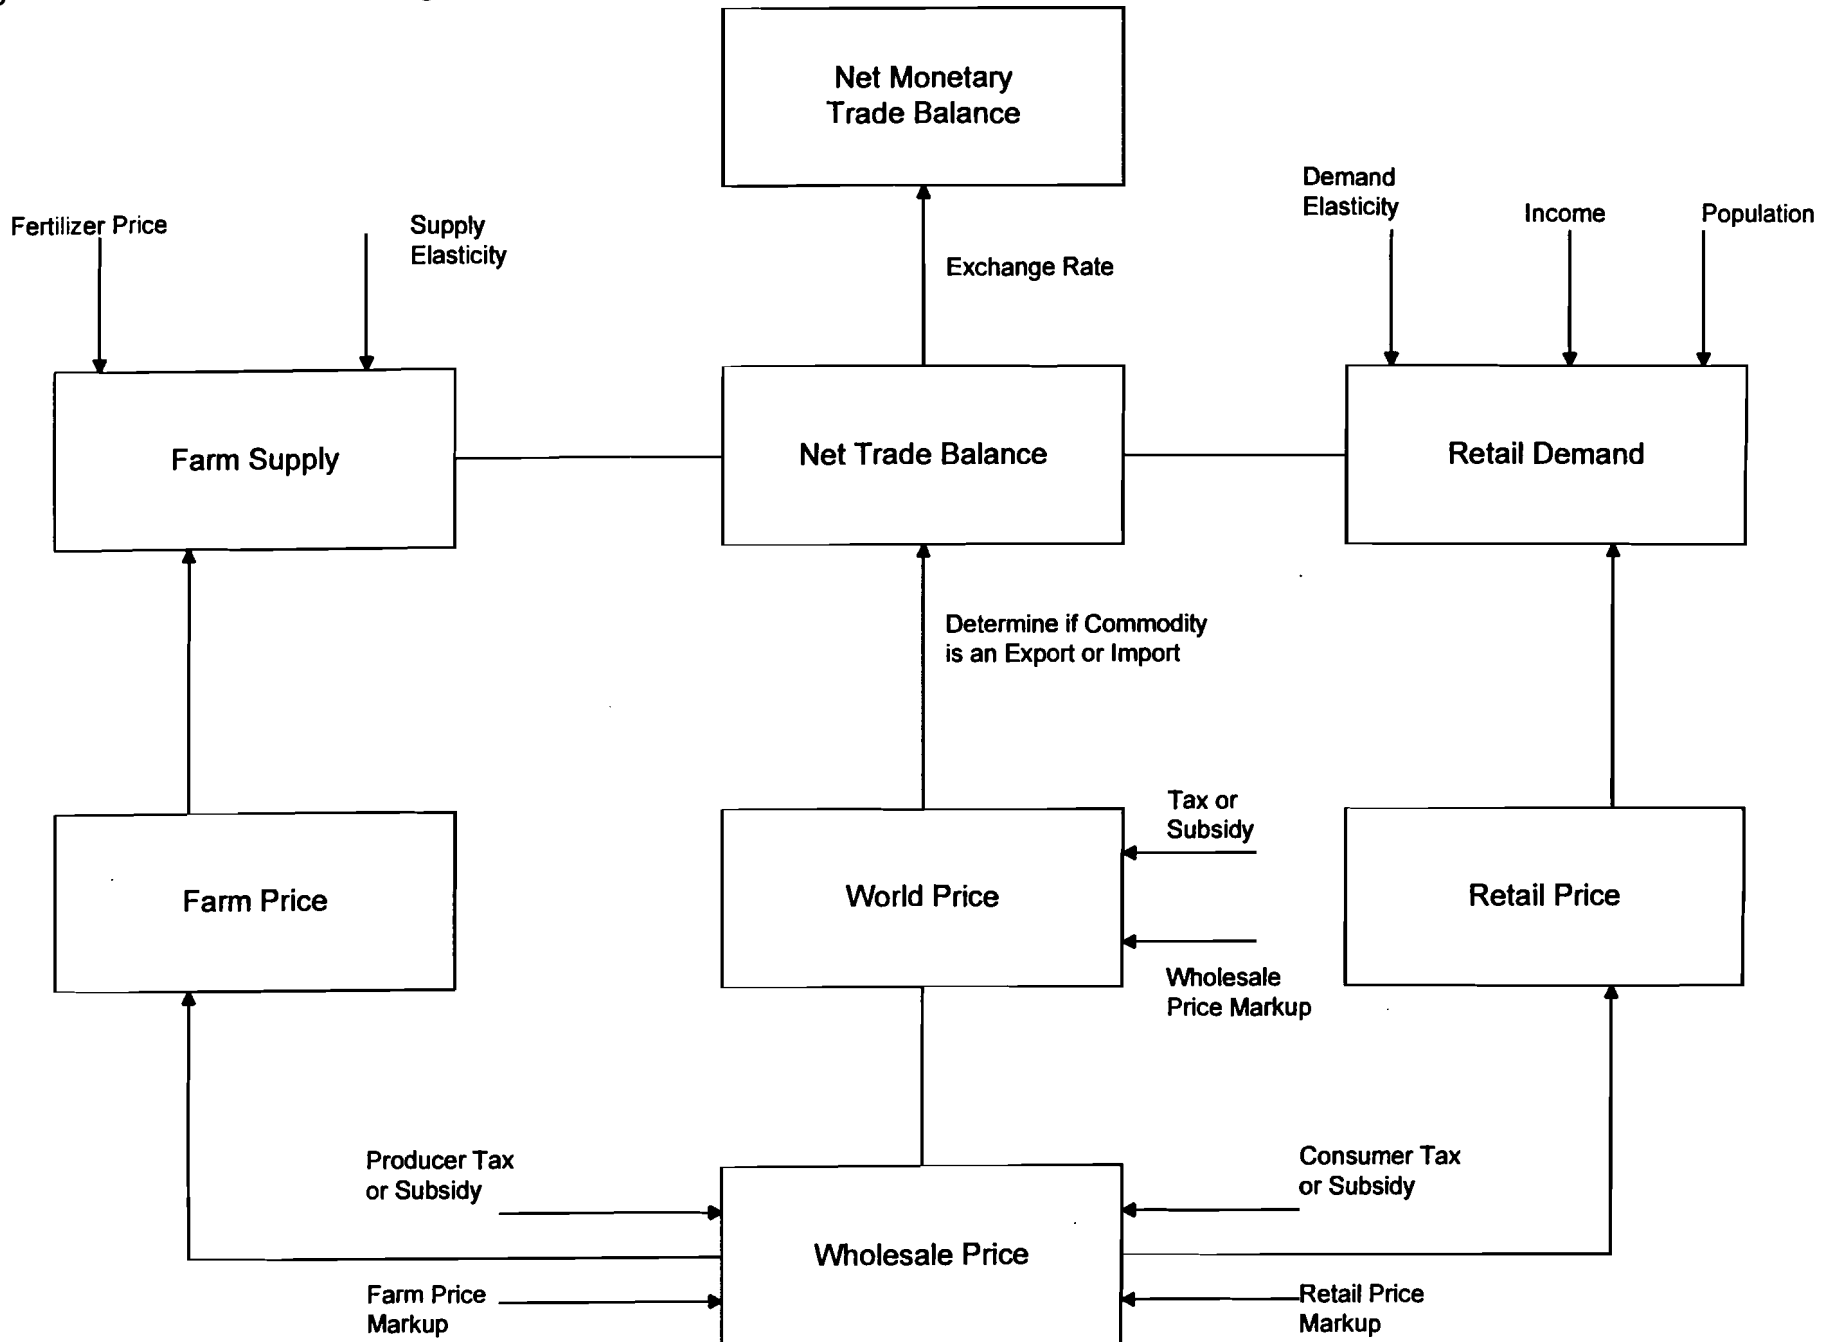 Net Monetary
Trade Balance
Demand
Elasticity
Income
Population
Fertilizer Price
Supply
Elasticity
Exchange Rate
Farm Supply
Net Trade Balance
Retail Demand
Determine if Commodity
is an Export or Import
Tax or
Subsidy
Farm Price
World Price
Retail Price
Wholesale
Price Markup
Producer Tax
or Subsidy
Consumer Tax
or Subsidy
Wholesale Price
Farm Price
Markup
Retail Price
Markup